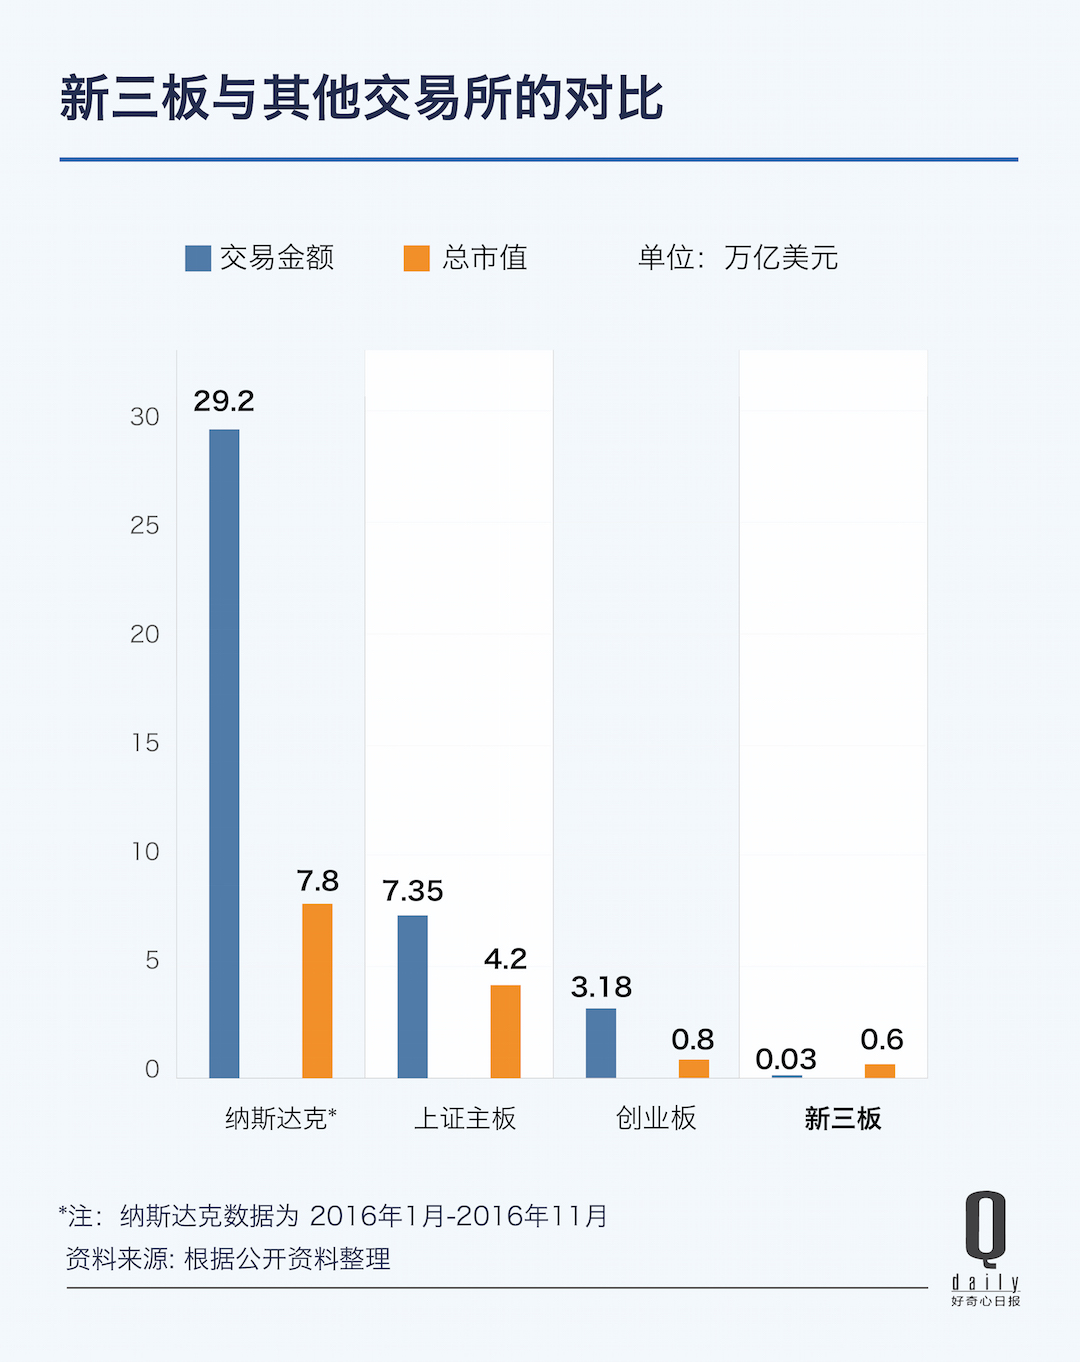 新三板与其他交易所的对比
交易金额 总市值 单位：万亿美元
30
25
20
15
10
5
0
29.2
7.8
7.35
4.2
3.18
0.8
0.03
0.6
纳斯达克* 上证主板 创业板 新三板
*注：纳斯达克数据为 2016年1月-2016年11月
资料来源: 根据公开资料整理
Q
daily
好奇心日报